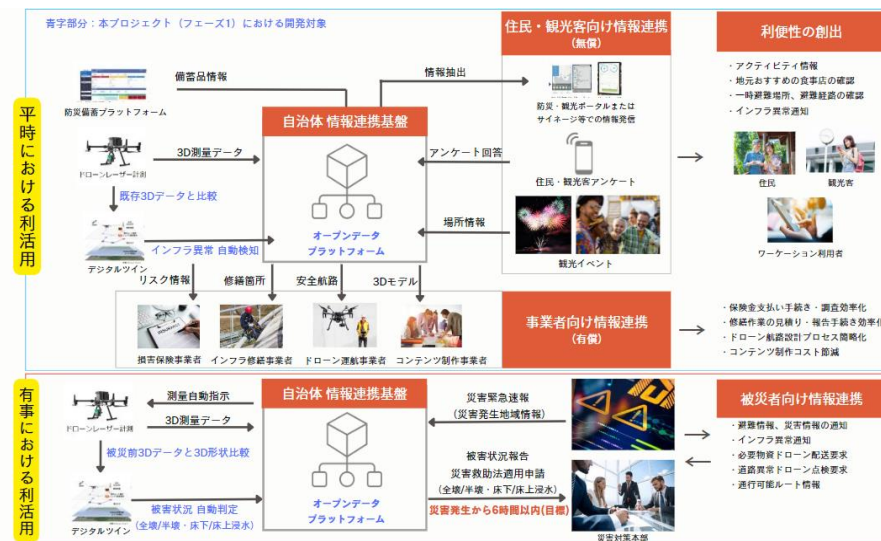 青字部分：本プロジェクト（フェーズ1）における開発対象
平時における利活用
備蓄品情報
防災備蓄プラットフォーム
情報抽出
ドローンレーザー計測
3D測量データ
既存3Dデータと比較
デジタルツイン
インフラ異常 自動検知
自治体 情報連携基盤
オープンデータ
プラットフォーム
アンケート回答
場所情報
住民・観光客向け情報連携
（無償）
防災・観光ポータルまたは
サイネージ等での情報発信
住民・観光客アンケート
観光イベント
利便性の創出
・アクティビティ情報
・地元おすすめの食事店の確認
・一時避難場所、避難経路の確認
・インフラ異常通知
住民
観光客
ワーケーション利用者
リスク情報
修繕箇所
安全航路
3Dモデル
損害保険事業者
インフラ修繕事業者
ドローン運航事業者
コンテンツ制作事業者
事業者向け情報連携
（有償）
・保険金支払い手続き・調査効率化
・修繕作業の見積り・報告手続き効率化
・ドローン航路設計プロセス簡略化
・コンテンツ制作コスト節減
有事における利活用
測量自動指示
3D測量データ
ドローンレーザー計測
被災前3Dデータと3D形状比較
デジタルツイン
被害状況 自動判定
(全壊/半壊・床下/床上浸水)
自治体 情報連携基盤
オープンデータ
プラットフォーム
災害緊急速報
（災害発生地域情報）
被害状況報告
災害救助法適用申請
(全壊/半壊・床下/床上浸水)
災害発生から6時間以内(目標)
災害対策本部
被災者向け情報連携
・避難情報、災害情報の通知
・インフラ異常通知
・必要物資ドローン配送要求
・道路異常ドローン点検要求
・通行可能ルート情報